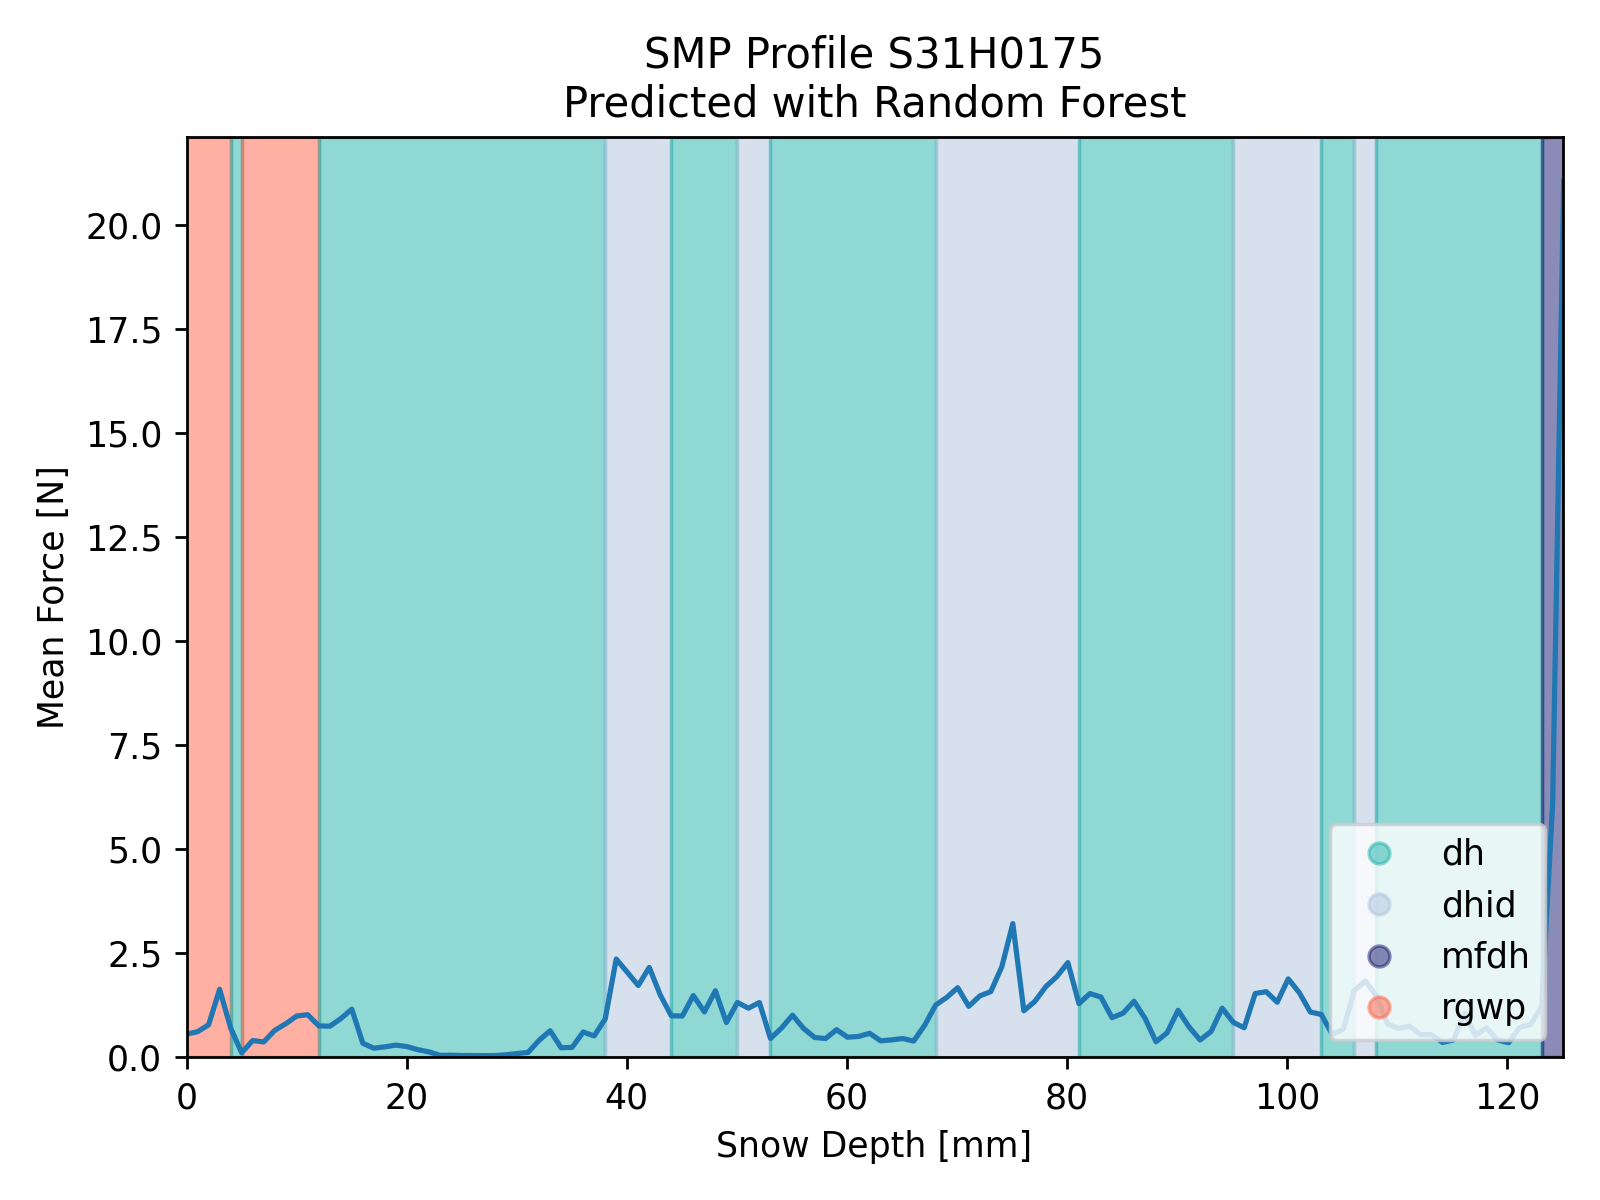 SMP Profile S31H0175
Predicted with Random Forest
Mean Force [N]
20.0
17.5
15.0
12.5
10.0
7.5
5.0
2.5
0.0
dh
dhid
mfdh
rgwp
0 20 40 60 80 100 120
Snow Depth [mm]